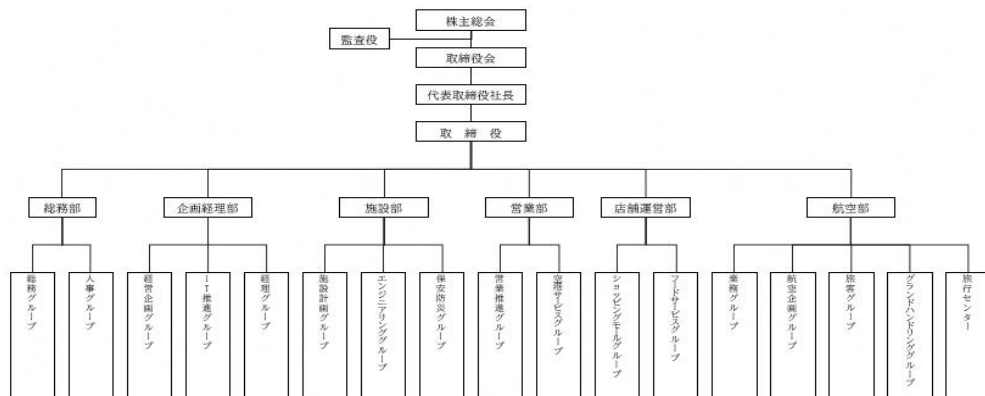 株主総会
監査役
取締役会
代表取締役社長
取　締　役
総務部
企画経理部
施設部
営業部
店舗運営部
航空部
総務グループ
人事グループ
経営企画グループ
IT推進グループ
経理グループ
施設計画グループ
エンジニアリンググループ
保安防災グループ
営業推進グループ
空港サービスグループ
ショッピングモールグループ
フードサービスグループ
業務グループ
航空企画グループ
旅客グループ
グランドハンドリンググループ
旅行センター